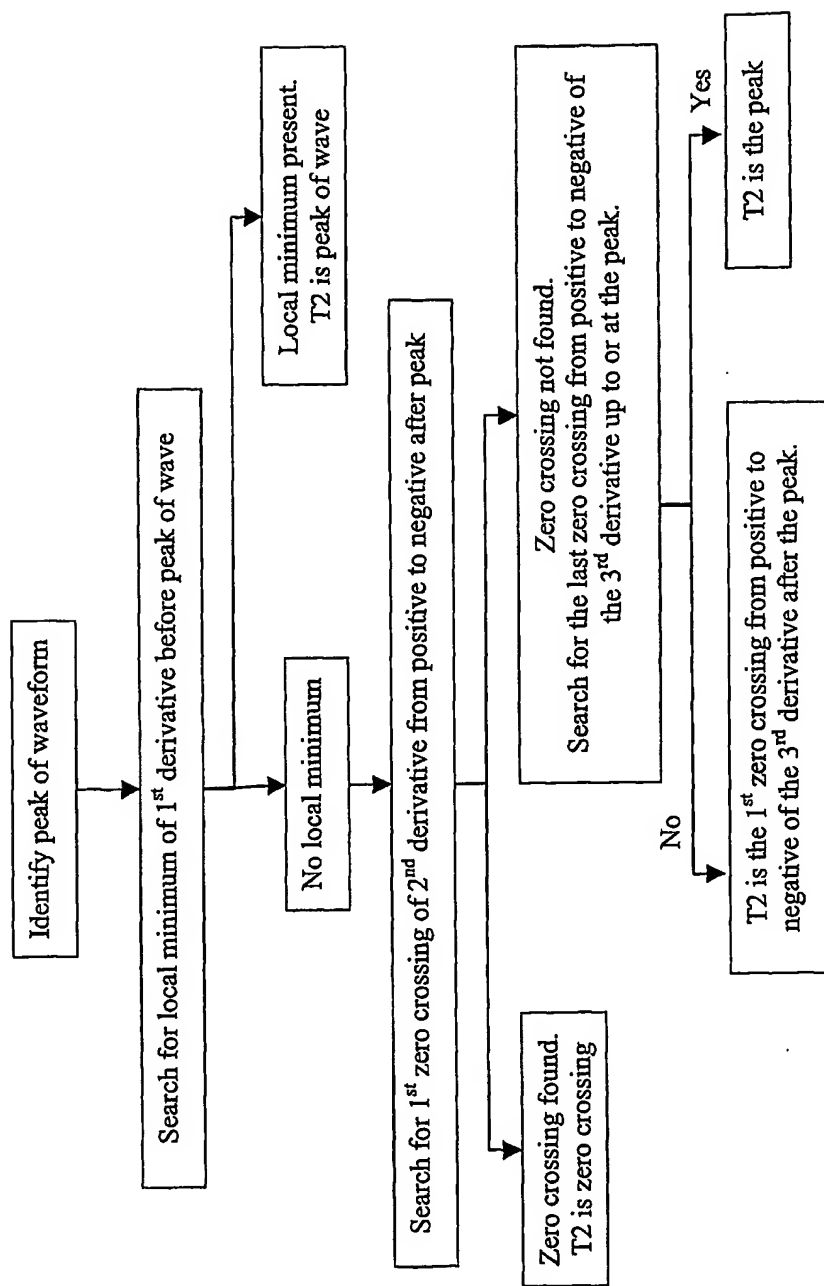 Identify peak of waveform
Search for local minimum of 1st derivative before peak of wave
No local minimum
Local minimum present.
T2 is peak of wave
Search for 1st zero crossing of 2nd derivative from positive to negative after peak
Zero crossing found.
T2 is zero crossing
Zero crossing not found.
Search for the last zero crossing from positive to negative of
the 3rd derivative up to or at the peak.
No
Yes
T2 is the 1st zero crossing from positive to
negative of the 3rd derivative after the peak.
T2 is the peak